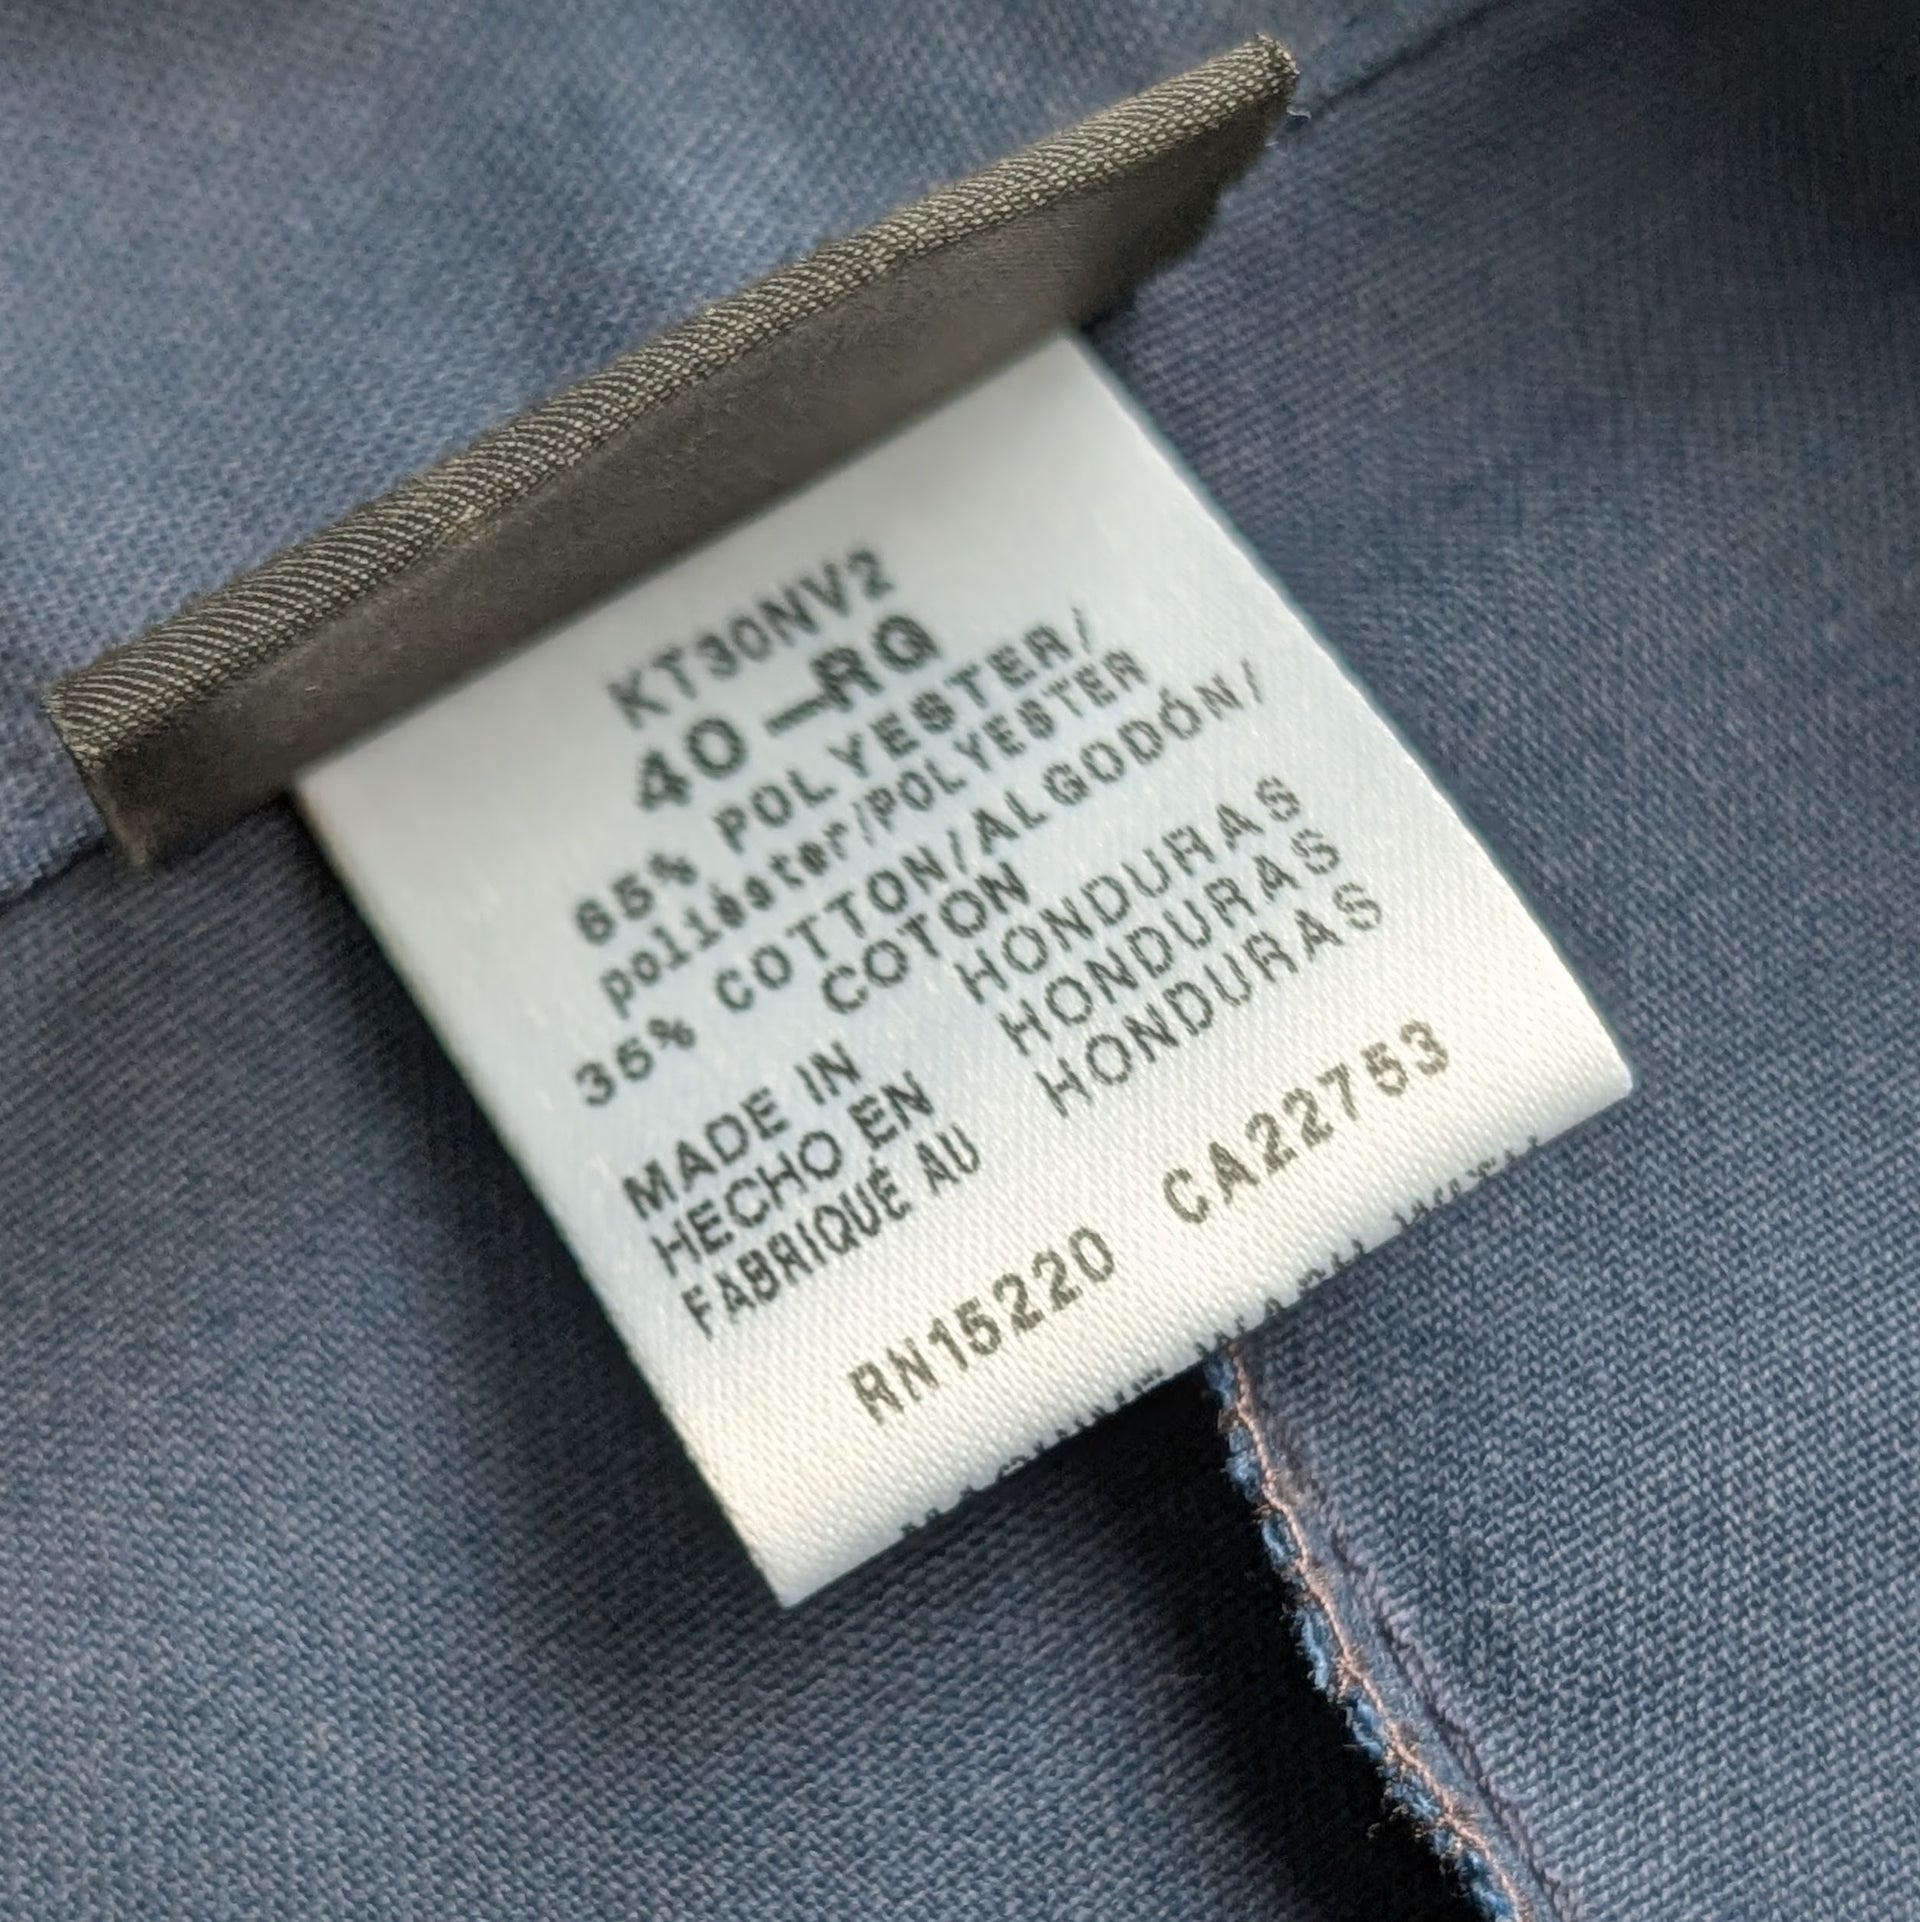 KT30NV2
40-RG
65% POLYESTER/
poliéster/POLYESTER
35% COTTON/ALGODÓN/
COTON
MADE IN HONDURAS
HECHO EN HONDURAS
FABRIQUÉ AU HONDURAS
RN15220 CA22753